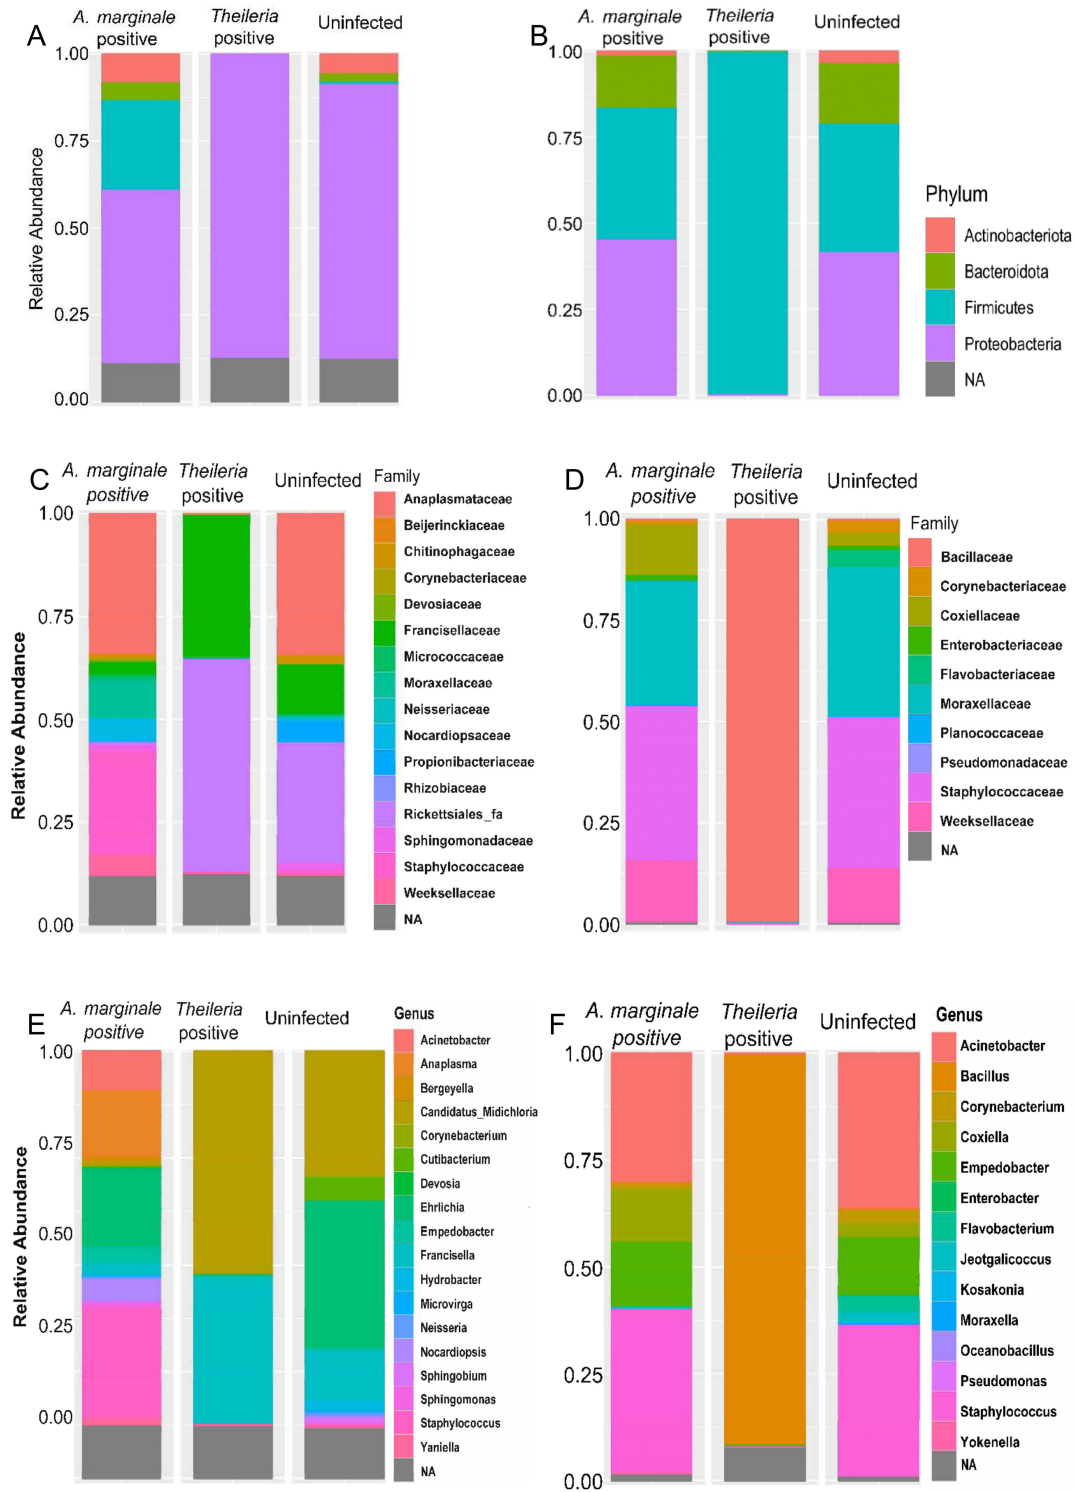 A
A. marginale
positive
Theileria
positive
Uninfected
1.00
0.75
0.50
0.25
0.00
Relative Abundance
B
A. marginale
positive
Theileria
positive
Uninfected
1.00
0.75
0.50
0.25
0.00
Phylum
Actinobacteriota
Bacteroidota
Firmicutes
Proteobacteria
NA
C
A. marginale
positive
Theileria
positive
Uninfected
1.00
0.75
0.50
0.25
0.00
Relative Abundance
Family
Anaplasmataceae
Beijerinckiaceae
Chitinophagaceae
Corynebacteriaceae
Devosiaceae
Francisellaceae
Micrococcaceae
Moraxellaceae
Neisseriaceae
Nocardiopsaceae
Propionibacteriaceae
Rhizobiaceae
Rickettsiales_fa
Sphingomonadaceae
Staphylococcaceae
Weeksellaceae
NA
D
A. marginale
positive
Theileria
positive
Uninfected
1.00
0.75
0.50
0.25
0.00
Family
Bacillaceae
Corynebacteriaceae
Coxiellaceae
Enterobacteriaceae
Flavobacteriaceae
Moraxellaceae
Planococcaceae
Pseudomonadaceae
Staphylococcaceae
Weeksellaceae
NA
E
A. marginale
positive
Theileria
positive
Uninfected
1.00
0.75
0.50
0.25
0.00
Relative Abundance
Genus
Acinetobacter
Anaplasma
Bergeyella
Candidatus_Midichloria
Corynebacterium
Cutibacterium
Devosia
Ehrlichia
Empedobacter
Francisella
Hydrobacter
Microvirga
Neisseria
Nocardiopsis
Sphingobium
Sphingomonas
Staphylococcus
Yaniella
NA
F
A. marginale
positive
Theileria
positive
Uninfected
1.00
0.75
0.50
0.25
0.00
Genus
Acinetobacter
Bacillus
Corynebacterium
Coxiella
Empedobacter
Enterobacter
Flavobacterium
Jeotgalicoccus
Kosakonia
Moraxella
Oceanobacillus
Pseudomonas
Staphylococcus
Yokenella
NA